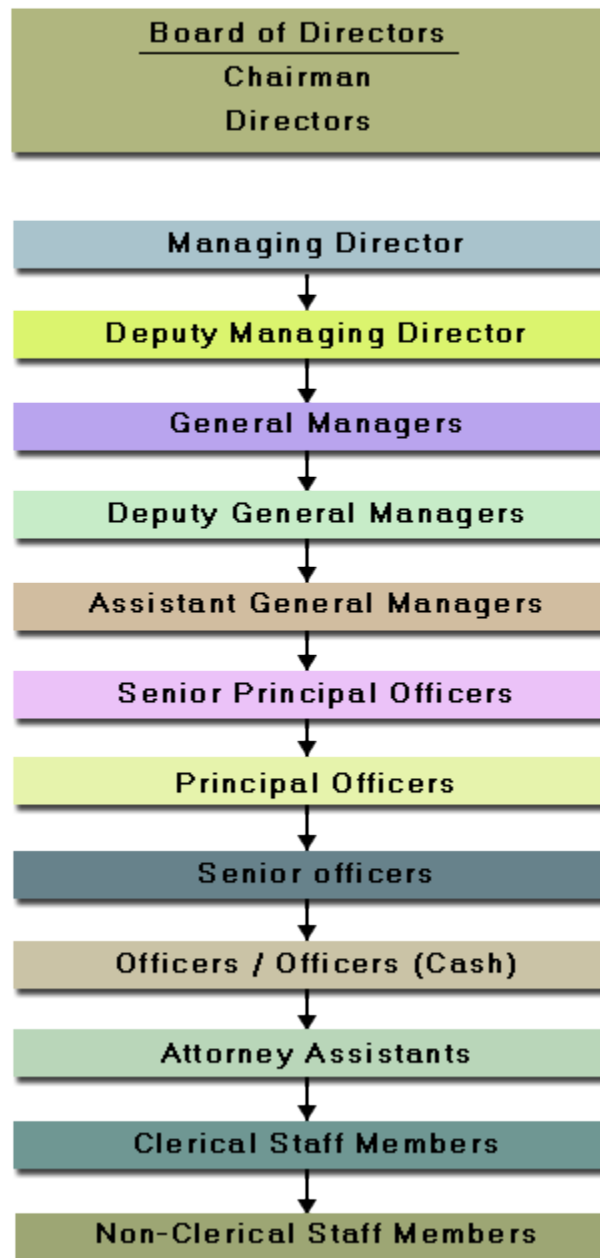 Board of Directors
Chairman
Directors
Managing Director
Deputy Managing Director
General Managers
Deputy General Managers
Assistant General Managers
Senior Principal Officers
Principal Officers
Senior officers
Officers / Officers (Cash)
Attorney Assistants
Clerical Staff Members
Non-Clerical Staff Members